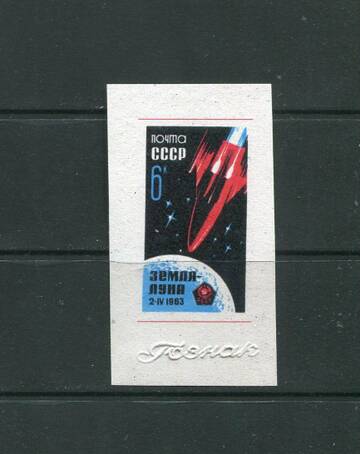 почта
СССР
6К
ЗЕМЛЯ-
ЛУНА
2·IV 1963
Гознак